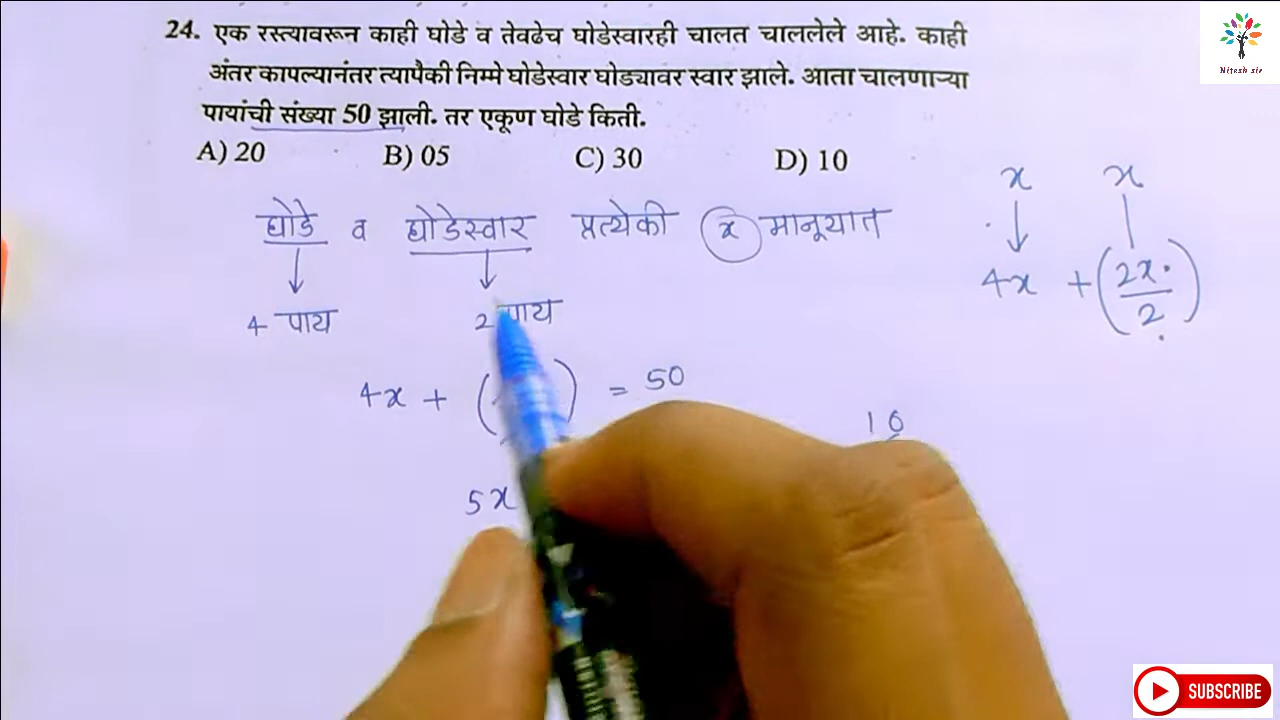 24. एक रस्त्यावरून काही घोडे व तेवढेच घोडेस्वारही चालत चाललेले आहे. काही
अंतर कापल्यानंतर त्यापैकी निम्मे घोडेस्वार घोड्यावर स्वार झाले. आता चालणाऱ्या
पायांची संख्या 50 झाली. तर एकूण घोडे किती.
A) 20 B) 05 C) 30 D) 10
घोडे व घोडेस्वार प्रत्येकी x मानूयात
4 पाय 2 पाय
4x + ( ) = 50
5x
10
x x
4x + (2x/2)
Nitesh sir
SUBSCRIBE